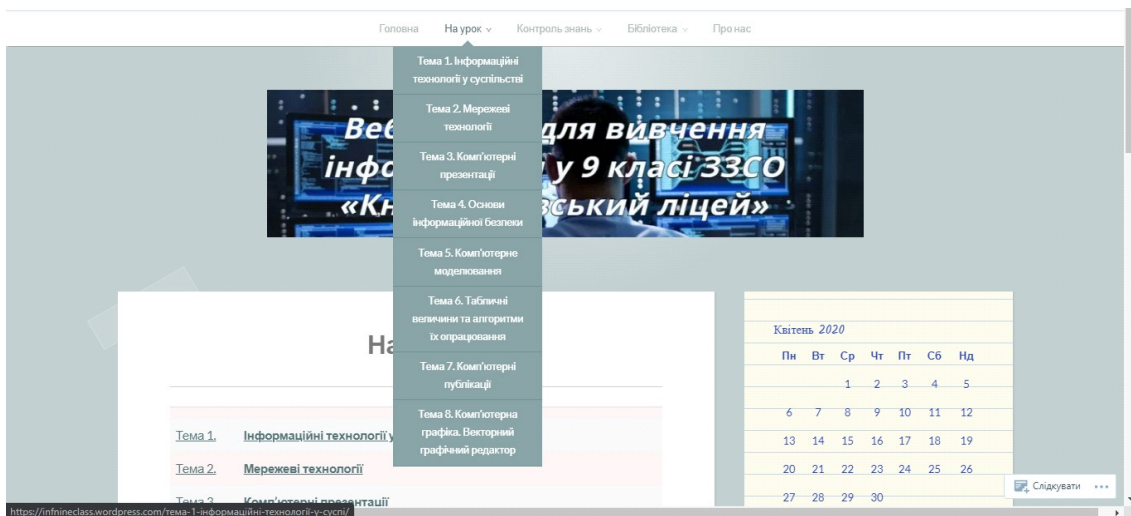 Головна На урок Контроль знань Бібліотека Про нас
Тема 1. Інформаційні
технології у суспільстві
Тема 2. Мережеві
технології
Тема 3. Комп'ютерні
презентації
Тема 4. Основи
інформаційної безпеки
Тема 5. Комп'ютерне
моделювання
Тема 6. Табличні
величини та алгоритми
їх опрацювання
Тема 7. Комп'ютерні
публікації
Тема 8. Комп'ютерна
графіка. Векторний
графічний редактор
для вивчення
у 9 класі ЗЗСО
ліцей»
Тема 1. Інформаційні технології у
Тема 2. Мережеві технології
Тема 3. Комп'ютерні презентації
Квітень 2020
Пн Вт Ср Чт Пт Сб Нд
1 2 3 4 5
6 7 8 9 10 11 12
13 14 15 16 17 18 19
20 21 22 23 24 25 26
27 28 29 30
Слідкувати ...
https://infnineclass.wordpress.com/тема-1-інформаційні-технології-у-суспі/